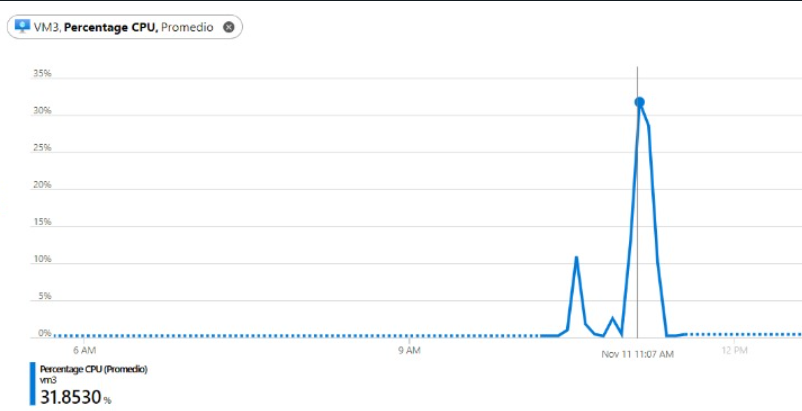 VM3, Percentage CPU, Promedio
35%
30%
25%
20%
15%
10%
5%
0%
6 AM 9 AM Nov 11 11:07 AM 12 PM
Percentage CPU (Promedio)
vm3
31.8530 %